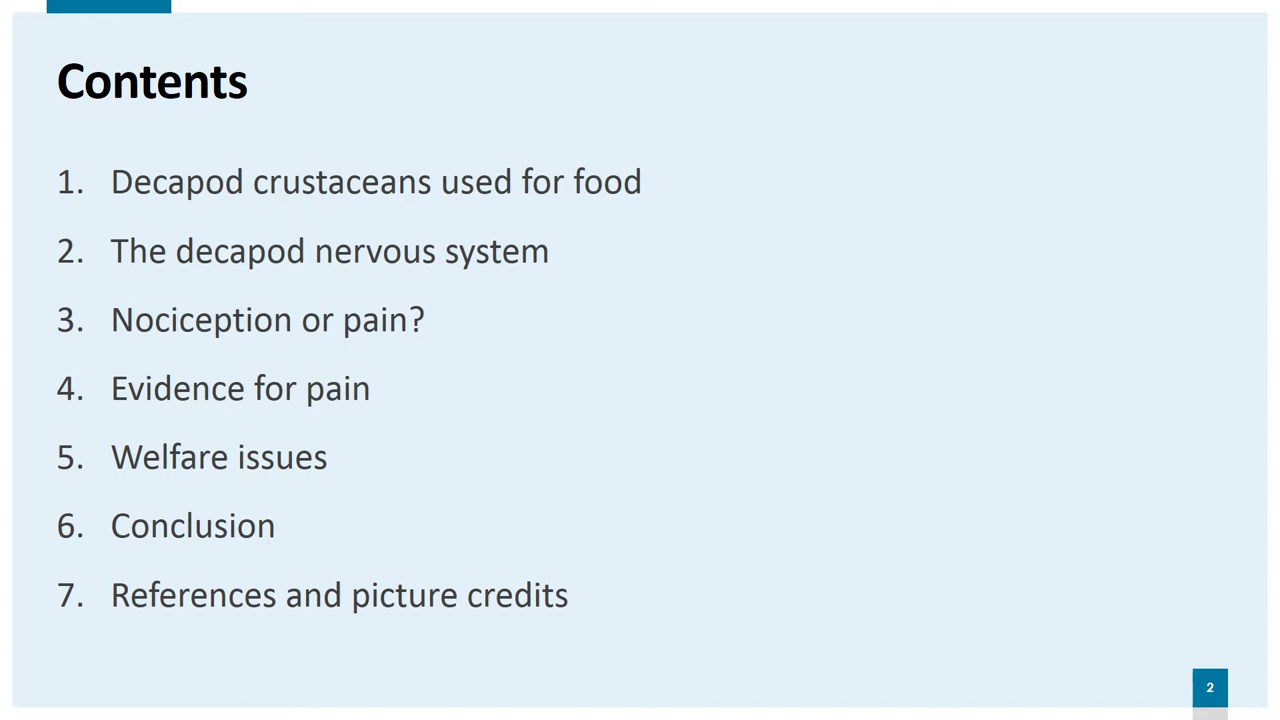 Contents
1. Decapod crustaceans used for food
2. The decapod nervous system
3. Nociception or pain?
4. Evidence for pain
5. Welfare issues
6. Conclusion
7. References and picture credits
2